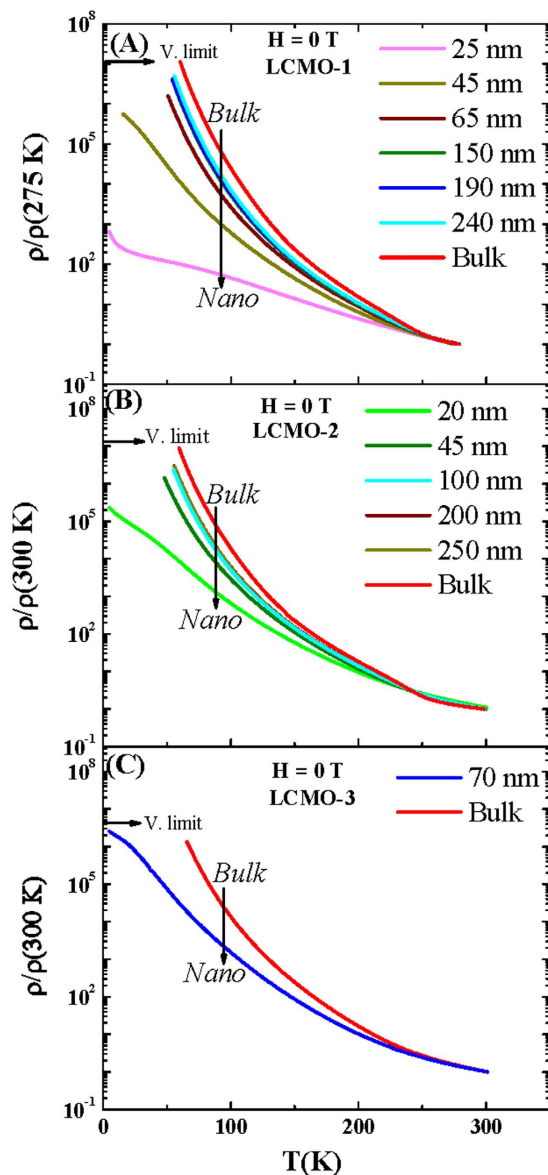 (A)
H = 0 T
LCMO-1
V. limit
Bulk
Nano
25 nm
45 nm
65 nm
150 nm
190 nm
240 nm
Bulk
10^8
10^5
10^2
10^-1
ρ/ρ(275 K)
(B)
H = 0 T
LCMO-2
V. limit
Bulk
Nano
20 nm
45 nm
100 nm
200 nm
250 nm
Bulk
10^8
10^5
10^2
10^-1
ρ/ρ(300 K)
(C)
H = 0 T
LCMO-3
V. limit
Bulk
Nano
70 nm
Bulk
10^8
10^5
10^2
10^-1
ρ/ρ(300 K)
0 100 200 300
T(K)